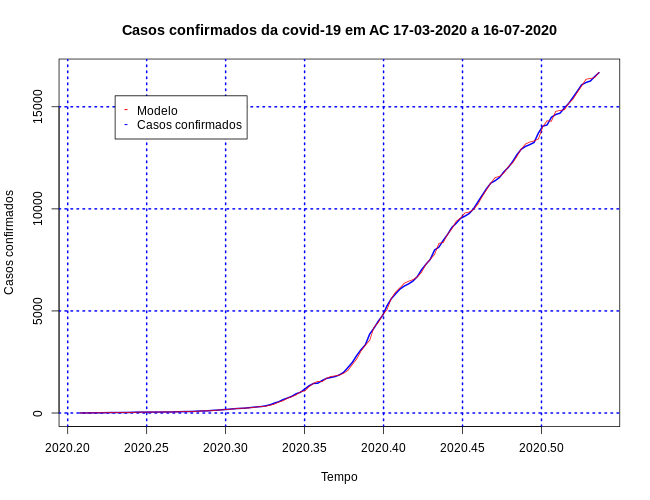 Casos confirmados da covid-19 em AC 17-03-2020 a 16-07-2020
Casos confirmados
15000
10000
5000
0
Modelo
Casos confirmados
2020.20 2020.25 2020.30 2020.35 2020.40 2020.45 2020.50
Tempo